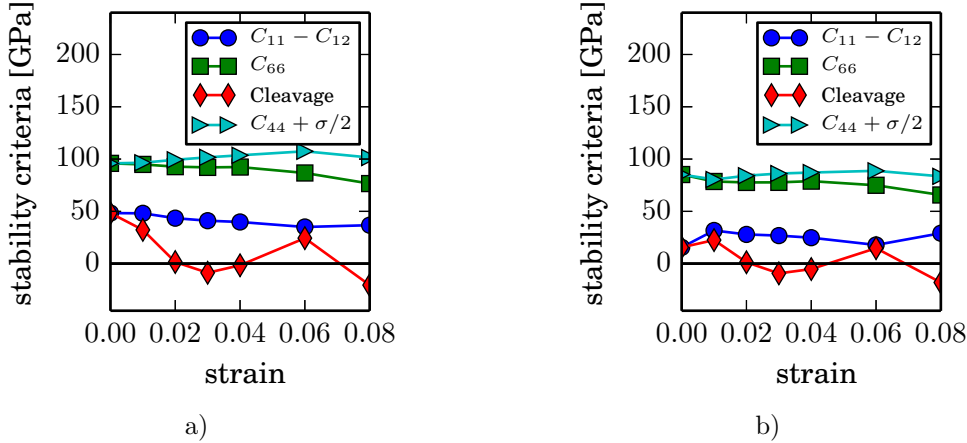 stability criteria [GPa]
200
150
100
50
0
0.00 0.02 0.04 0.06 0.08
strain
C₁₁ − C₁₂
C₆₆
Cleavage
C₄₄ + σ/2
a)
stability criteria [GPa]
200
150
100
50
0
0.00 0.02 0.04 0.06 0.08
strain
C₁₁ − C₁₂
C₆₆
Cleavage
C₄₄ + σ/2
b)